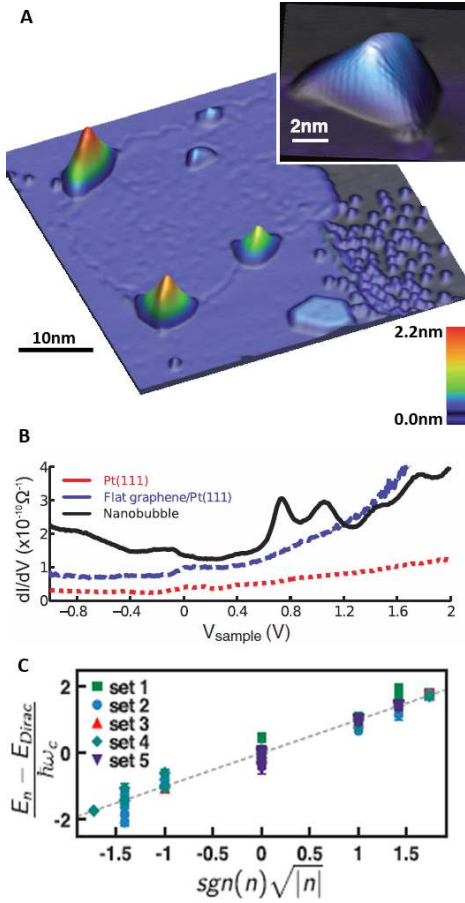 A
2nm
10nm
2.2nm
0.0nm
B
dI/dV (x10⁻¹⁰Ω⁻¹)
4
3
2
1
0
Pt(111)
Flat graphene/Pt(111)
Nanobubble
-0.8 -0.4 0 0.4 0.8 1.2 1.6 2
V_sample (V)
C
(E_n − E_Dirac)/ħω_c
2
0
-2
set 1
set 2
set 3
set 4
set 5
-1.5 -1 -0.5 0 0.5 1 1.5
sgn(n)√|n|